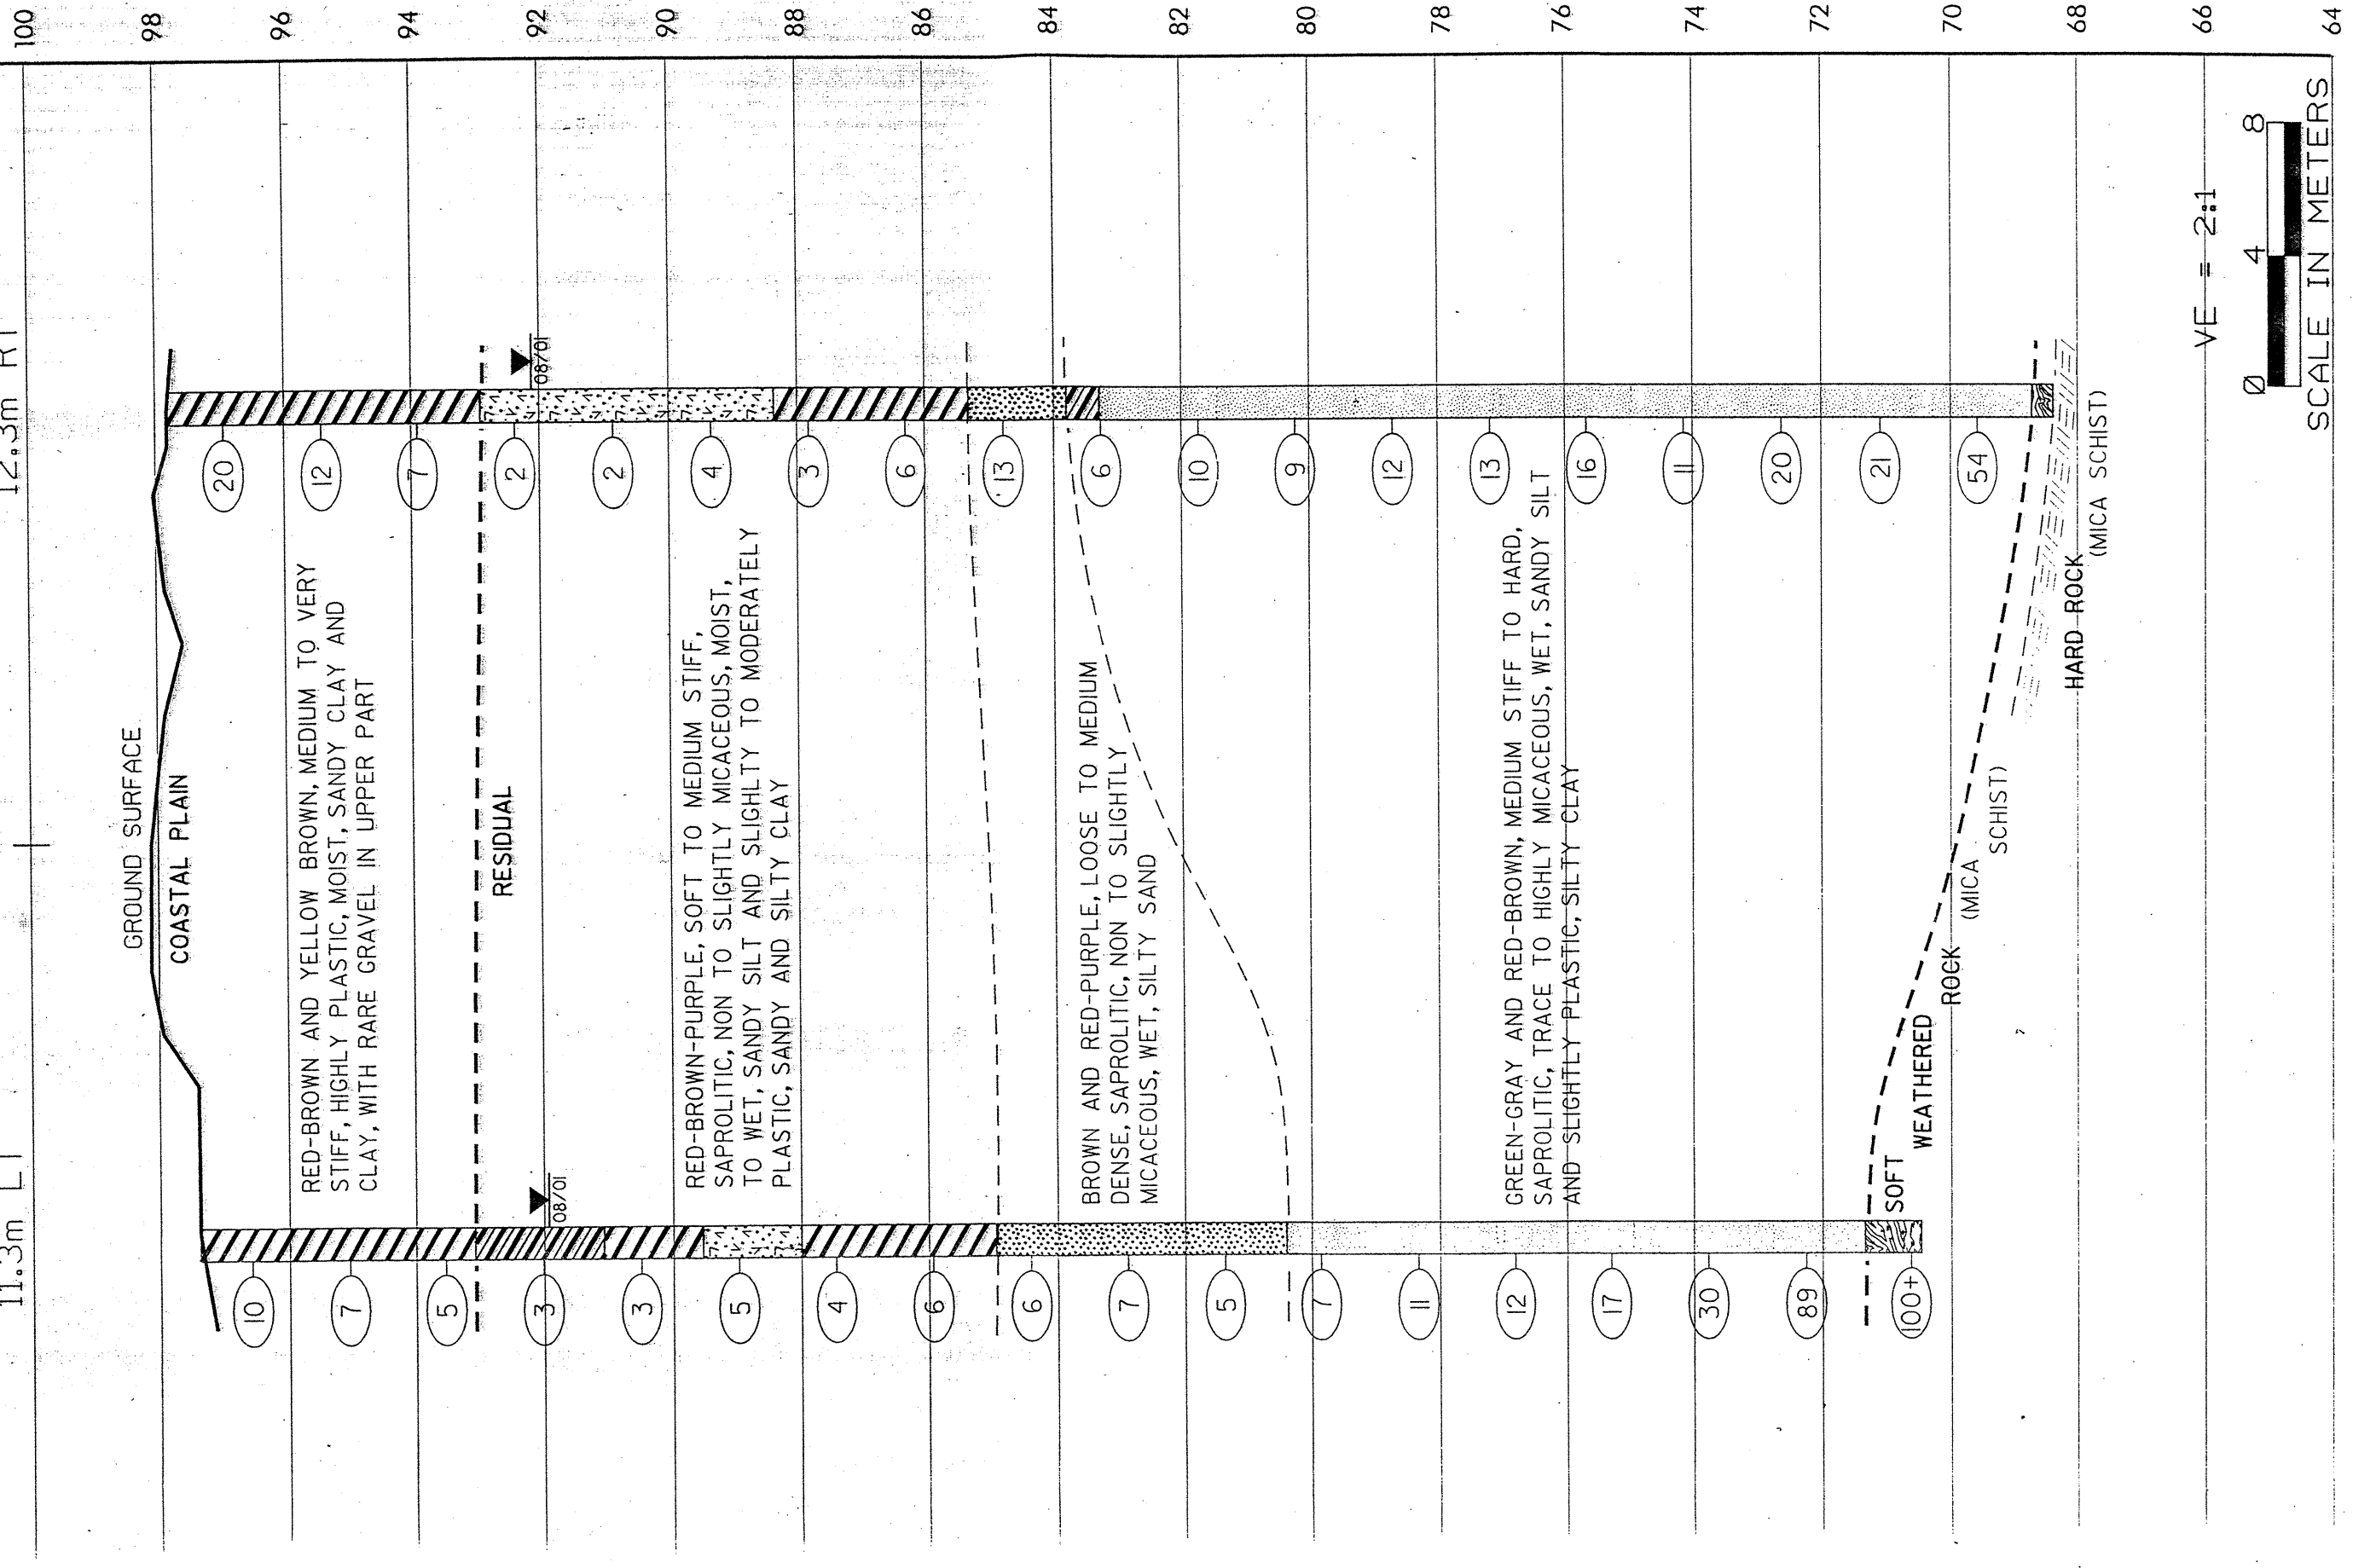 12.3m RT
11.3m LT
100
98
96
94
92
90
88
86
84
82
80
78
76
74
72
70
68
66
64
GROUND SURFACE
COASTAL PLAIN
RED-BROWN AND YELLOW BROWN, MEDIUM TO VERY
STIFF, HIGHLY PLASTIC, MOIST, SANDY CLAY AND
CLAY, WITH RARE GRAVEL IN UPPER PART
RESIDUAL
08/01
08/01
RED-BROWN-PURPLE, SOFT TO MEDIUM STIFF,
SAPROLITIC, NON TO SLIGHTLY MICACEOUS, MOIST,
TO WET, SANDY SILT AND SLIGHLTY TO MODERATELY
PLASTIC, SANDY AND SILTY CLAY
BROWN AND RED-PURPLE, LOOSE TO MEDIUM
DENSE, SAPROLITIC, NON TO SLIGHTLY
MICACEOUS, WET, SILTY SAND
GREEN-GRAY AND RED-BROWN, MEDIUM STIFF TO HARD,
SAPROLITIC, TRACE TO HIGHLY MICACEOUS, WET, SANDY SILT
AND SLIGHTLY PLASTIC, SILTY CLAY
SOFT
WEATHERED
ROCK
(MICA
SCHIST)
HARD ROCK
(MICA SCHIST)
10
7
5
3
3
5
4
6
6
7
5
7
11
12
17
30
89
100+
20
12
7
2
2
4
3
6
13
6
10
9
12
13
16
11
20
21
54
VE = 2:1
0 4 8
SCALE IN METERS